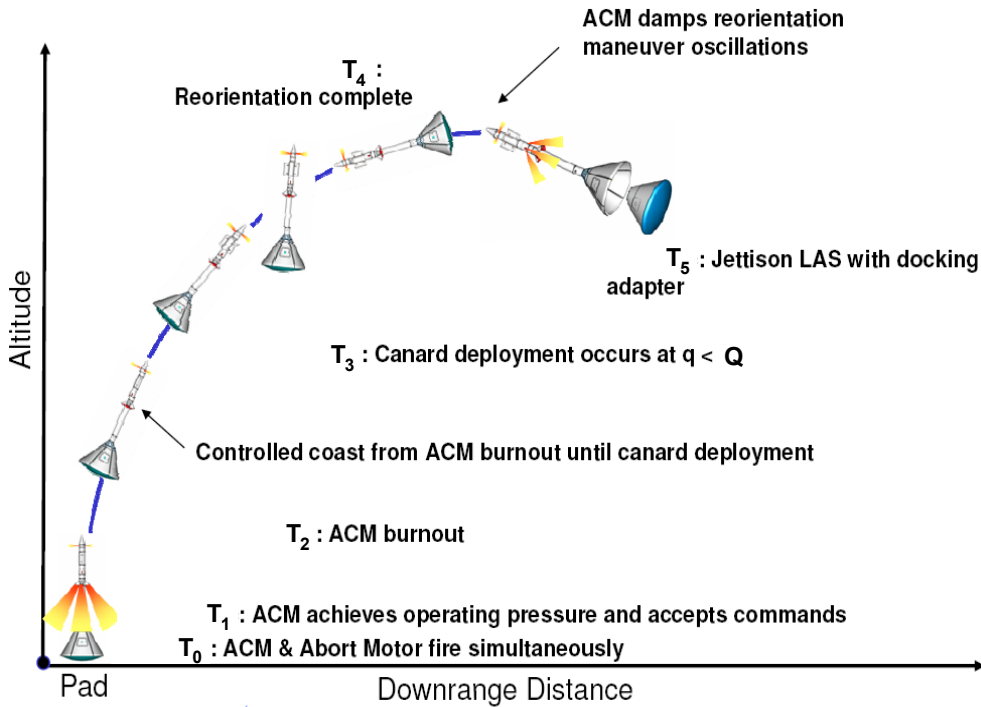 ACM damps reorientation
maneuver oscillations
T4 :
Reorientation complete
T5 : Jettison LAS with docking
adapter
Altitude
T3 : Canard deployment occurs at q < Q
Controlled coast from ACM burnout until canard deployment
T2 : ACM burnout
T1 : ACM achieves operating pressure and accepts commands
T0 : ACM & Abort Motor fire simultaneously
Pad
Downrange Distance